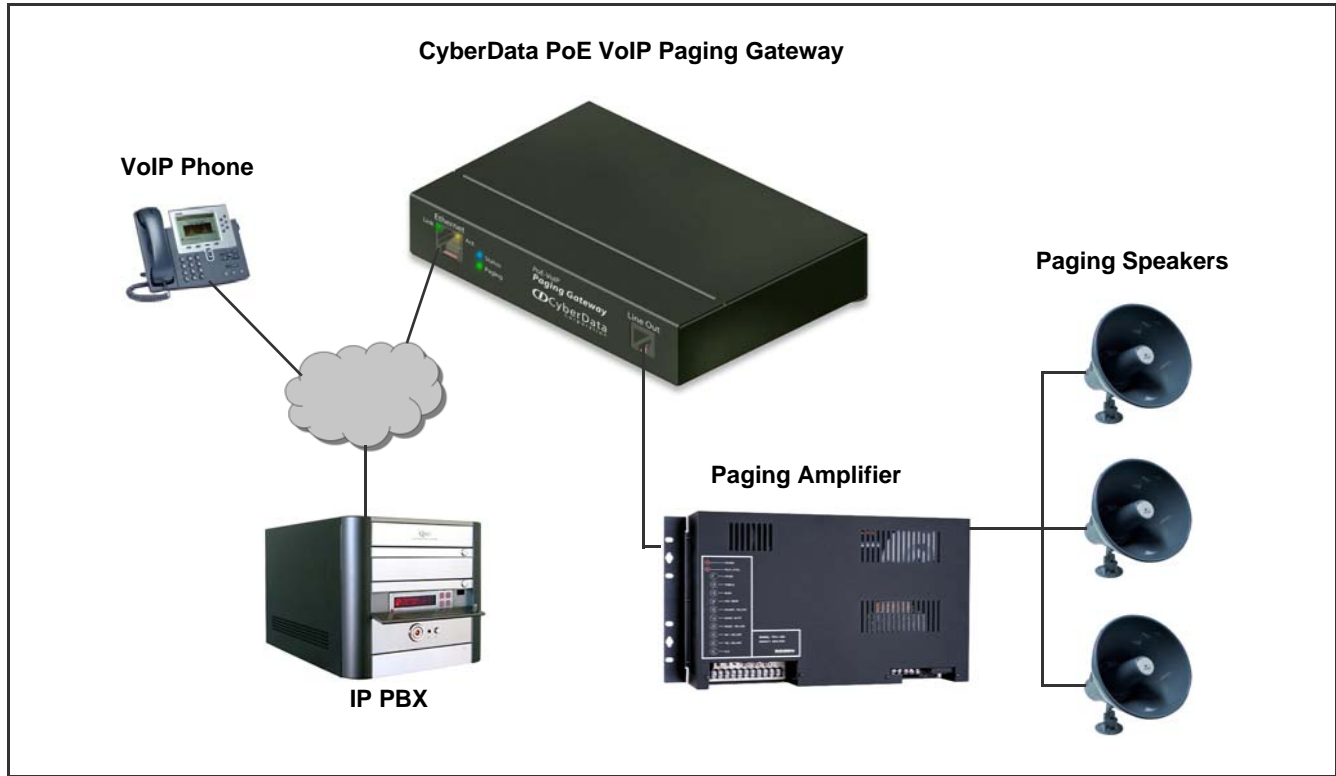 CyberData PoE VoIP Paging Gateway
VoIP Phone
Ethernet
Link
Act
Status
Paging
PoE-VoIP
Paging Gateway
CyberData
Corporation
Line Out
Paging Speakers
Paging Amplifier
IP PBX